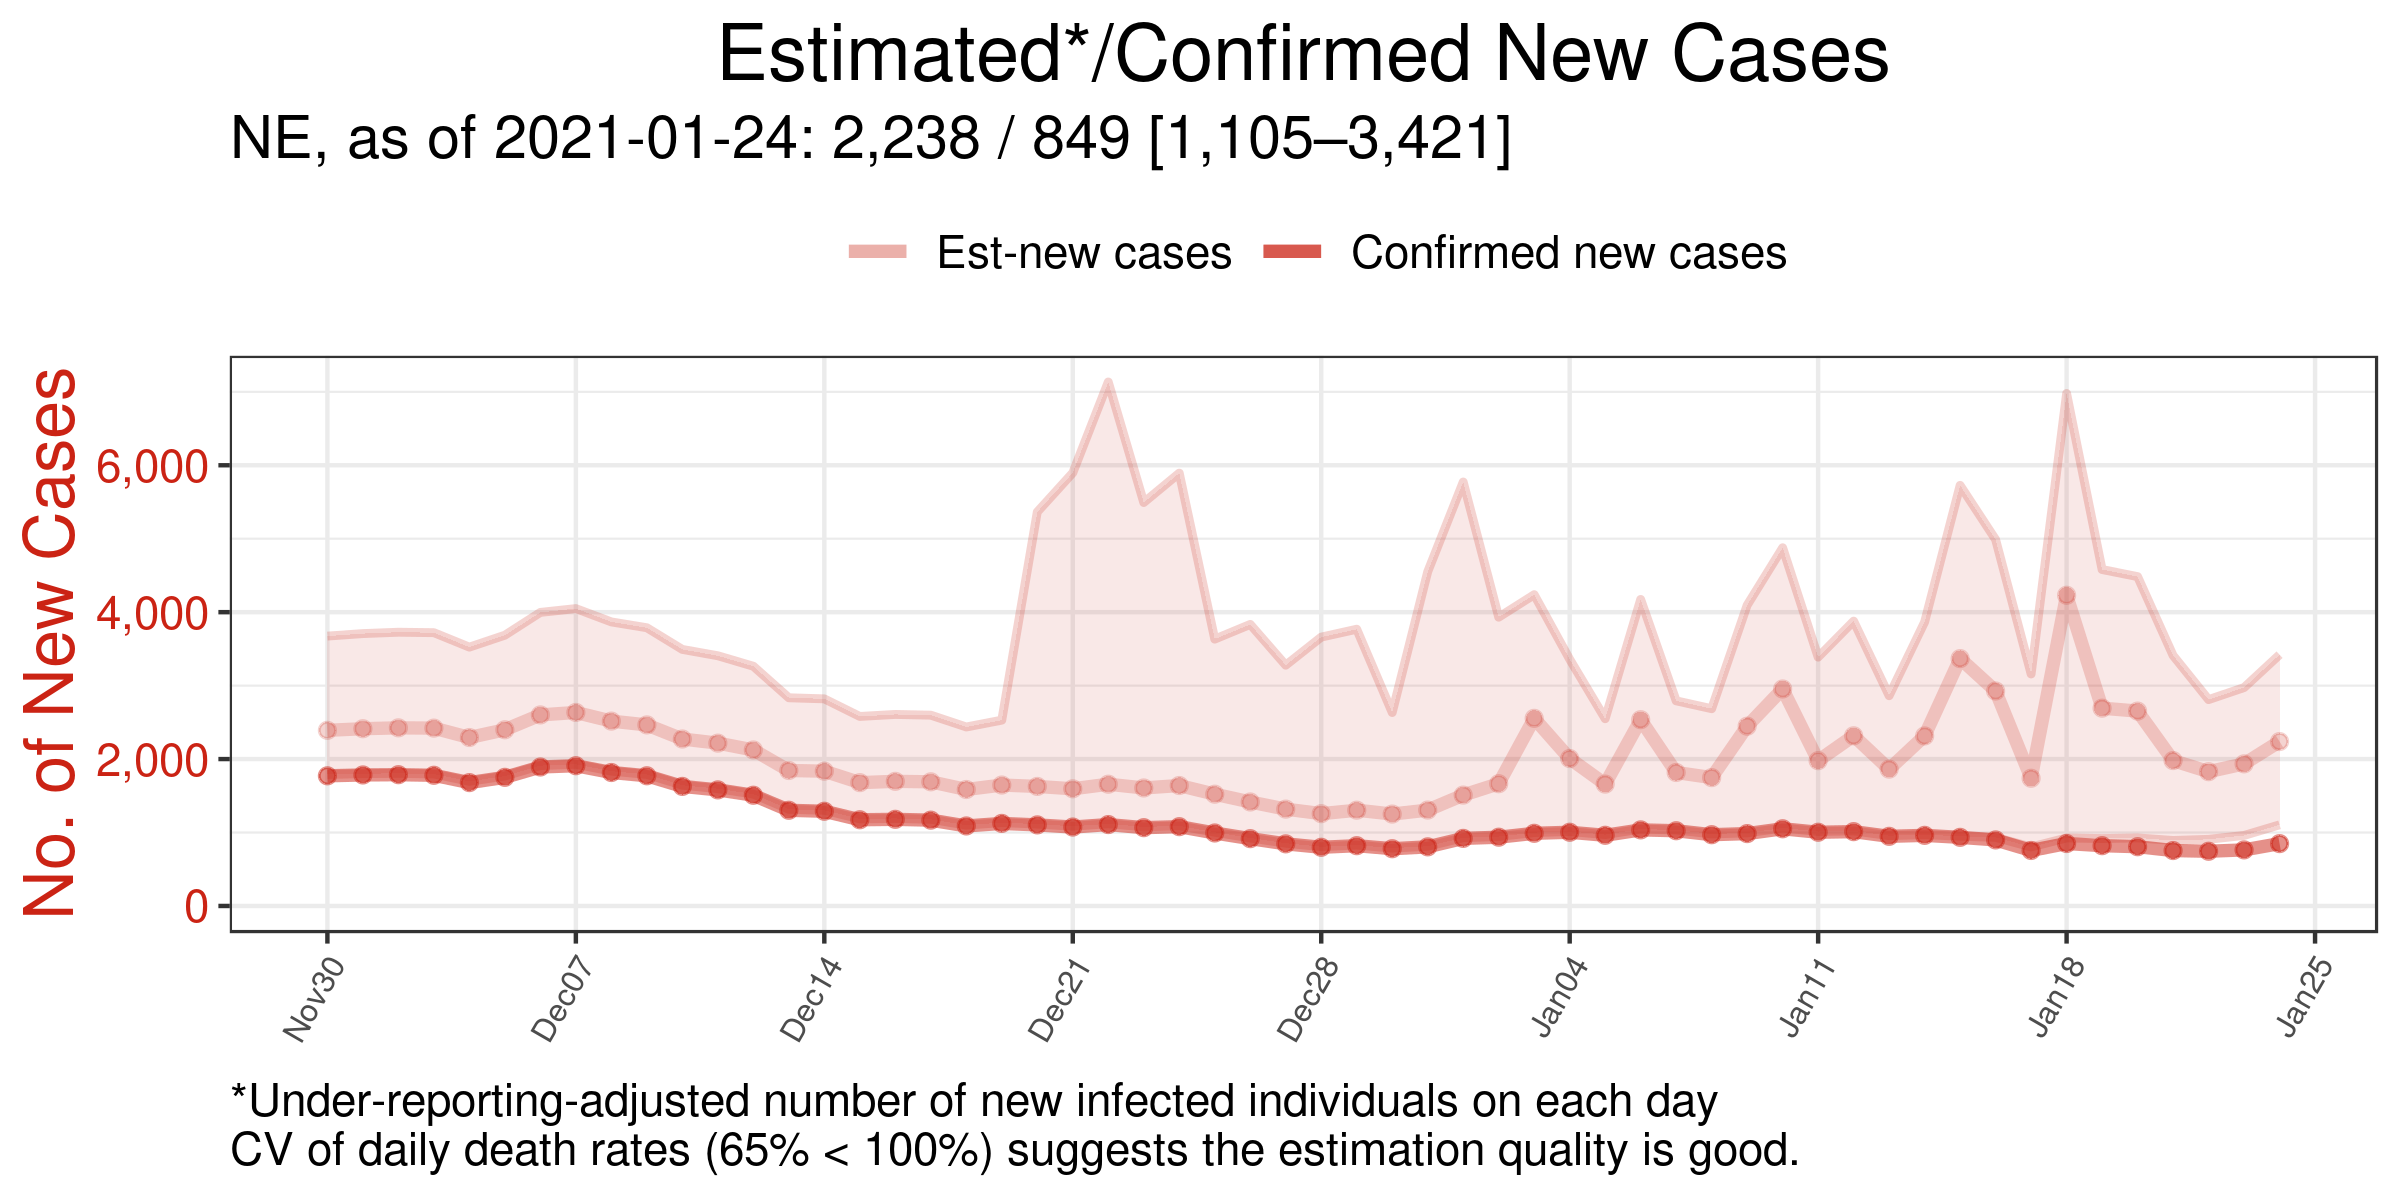 Estimated*/Confirmed New Cases
NE, as of 2021-01-24: 2,238 / 849 [1,105–3,421]
Est-new cases
Confirmed new cases
No. of New Cases
6,000
4,000
2,000
0
Nov30
Dec07
Dec14
Dec21
Dec28
Jan04
Jan11
Jan18
Jan25
*Under-reporting-adjusted number of new infected individuals on each day
CV of daily death rates (65% < 100%) suggests the estimation quality is good.